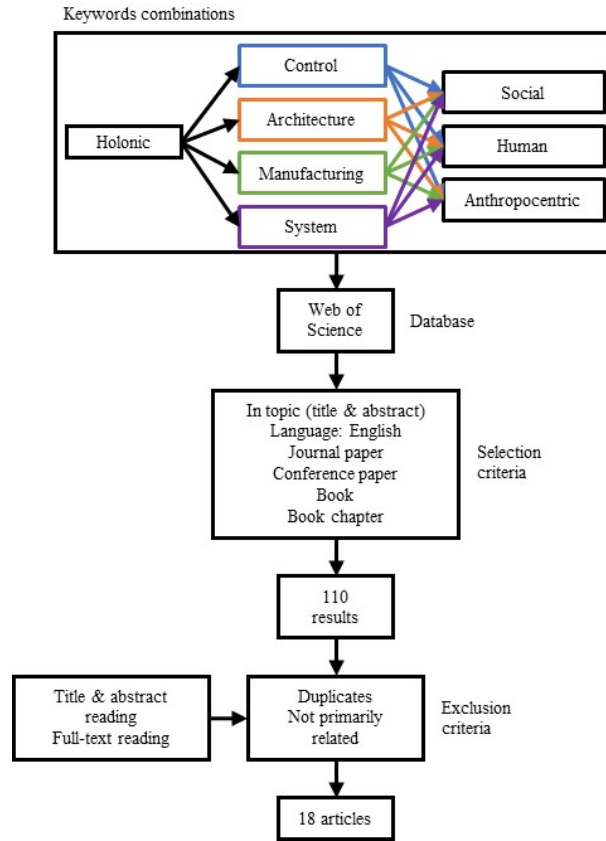 Keywords combinations
Control
Architecture
Holonic
Manufacturing
System
Social
Human
Anthropocentric
Web of
Science
Database
In topic (title & abstract)
Language: English
Journal paper
Conference paper
Book
Book chapter
Selection
criteria
110
results
Title & abstract
reading
Full-text reading
Duplicates
Not primarily
related
Exclusion
criteria
18 articles